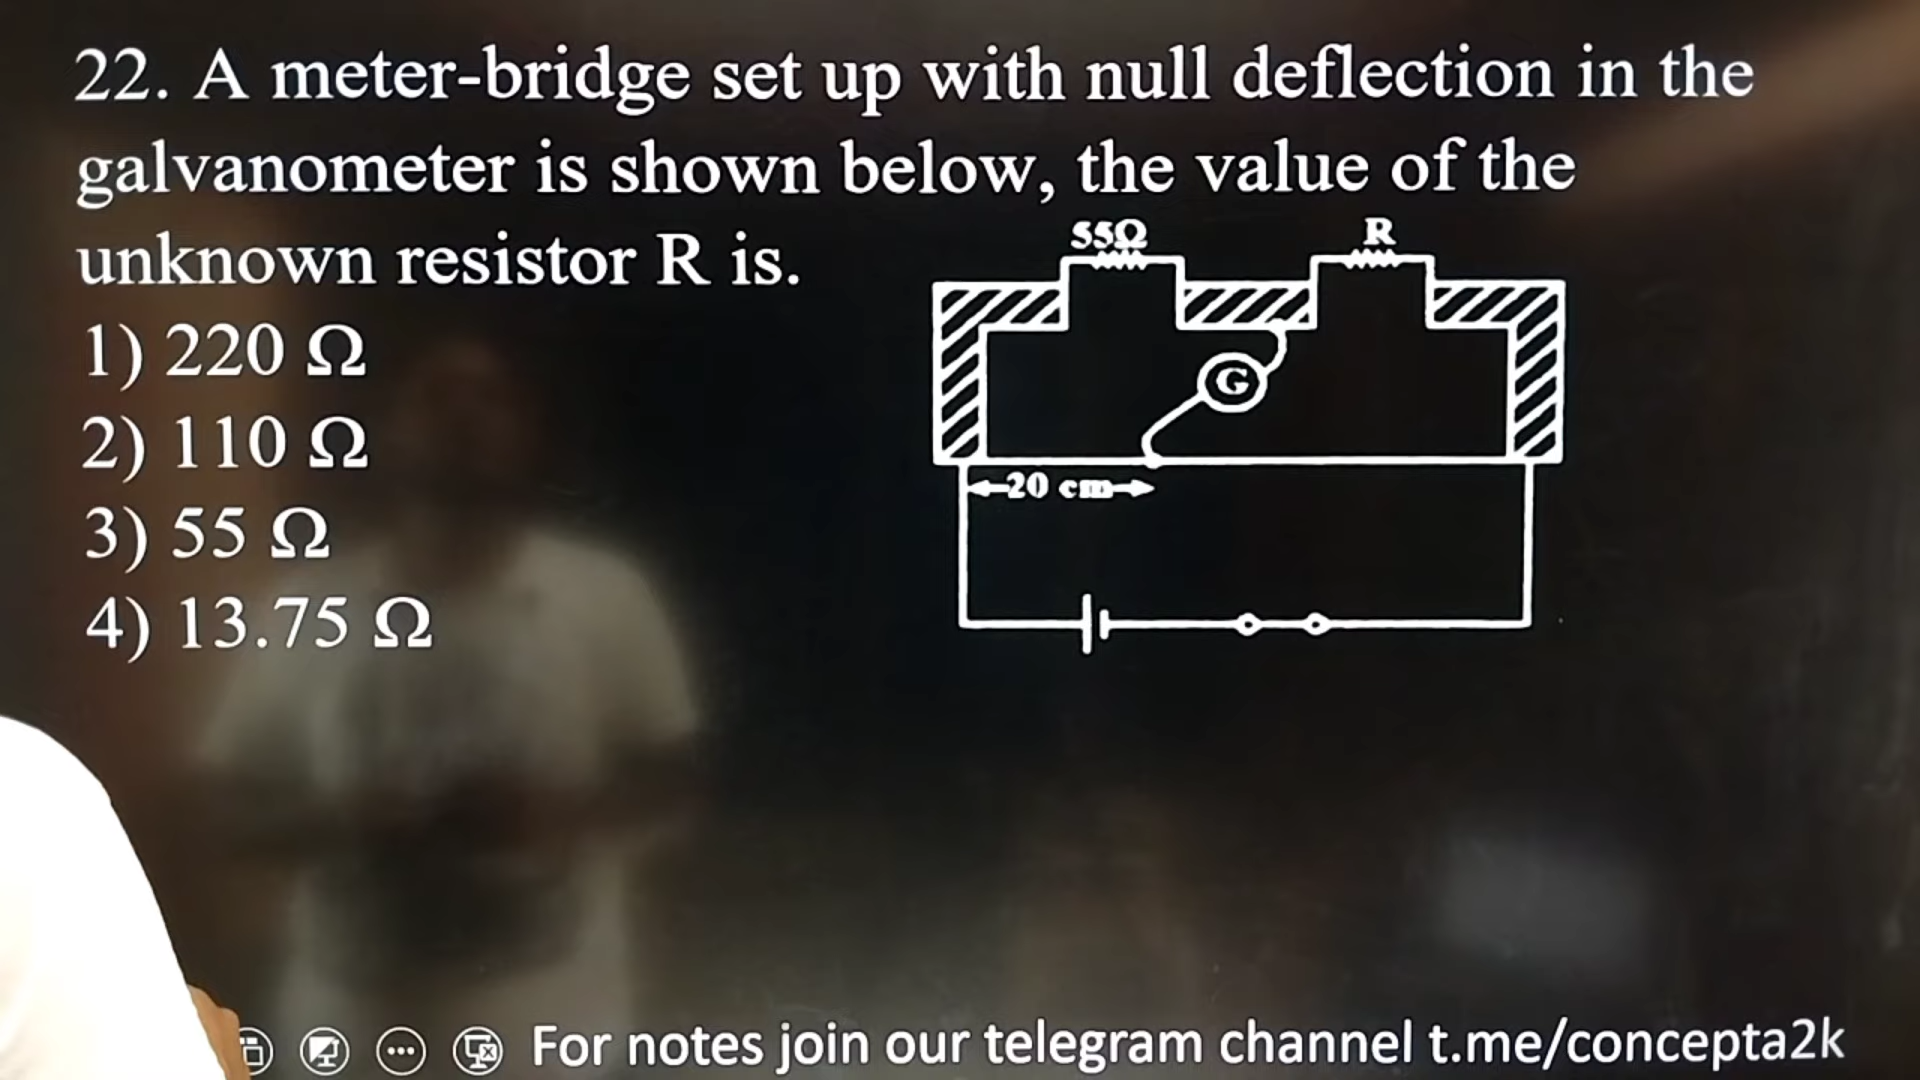 22. A meter-bridge set up with null deflection in the
galvanometer is shown below, the value of the
unknown resistor R is.
1) 220 Ω
2) 110 Ω
3) 55 Ω
4) 13.75 Ω
55Ω
R
G
20 cm
For notes join our telegram channel t.me/concepta2k